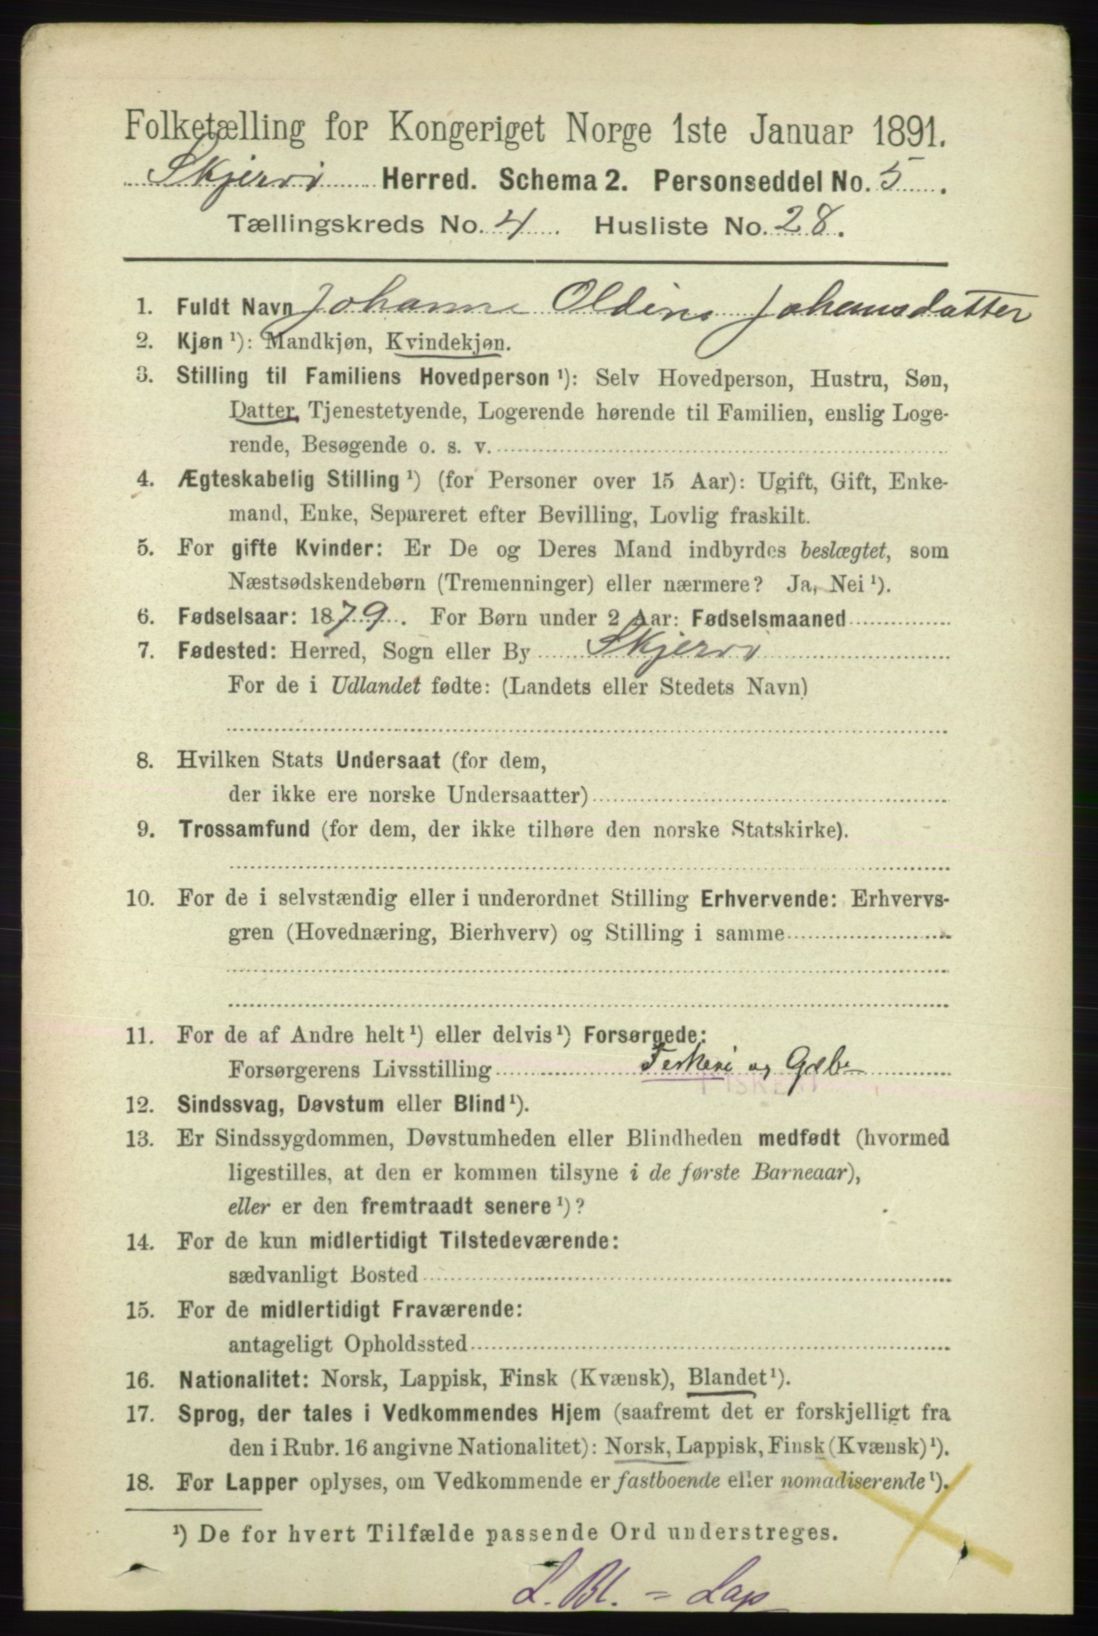 Folketælling for Kongeriget Norge 1ste Januar 1891.
Skjervø Herred. Schema 2. Personseddel No. 5.
Tællingskreds No. 4. Husliste No. 28.
1. Fuldt Navn Johanne Oldine Johansdatter
2. Kjøn ¹): Mandkjøn, Kvindekjøn.
3. Stilling til Familiens Hovedperson ¹): Selv Hovedperson, Hustru, Søn,
Datter, Tjenestetyende, Logerende hørende til Familien, enslig Loge-
rende, Besøgende o. s. v.
4. Ægteskabelig Stilling ¹) (for Personer over 15 Aar): Ugift, Gift, Enke-
mand, Enke, Separeret efter Bevilling, Lovlig fraskilt.
5. For gifte Kvinder: Er De og Deres Mand indbyrdes beslægtet, som
Næstsødskendebørn (Tremenninger) eller nærmere? Ja, Nei ¹).
6. Fødselsaar: 1879. For Børn under 2 Aar: Fødselsmaaned
7. Fødested: Herred, Sogn eller By Skjervø
For de i Udlandet fødte: (Landets eller Stedets Navn)
8. Hvilken Stats Undersaat (for dem,
der ikke ere norske Undersaatter)
9. Trossamfund (for dem, der ikke tilhøre den norske Statskirke).
10. For de i selvstændig eller i underordnet Stilling Erhvervende: Erhvervs-
gren (Hovednæring, Bierhverv) og Stilling i samme
11. For de af Andre helt ¹) eller delvis ¹) Forsørgede:
Forsørgerens Livsstilling Fiskeri og
FISKERI
12. Sindssvag, Døvstum eller Blind ¹).
13. Er Sindssygdommen, Døvstumheden eller Blindheden medfødt (hvormed
ligestilles, at den er kommen tilsyne i de første Barneaar),
eller er den fremtraadt senere ¹)?
14. For de kun midlertidigt Tilstedeværende:
sædvanligt Bosted
15. For de midlertidigt Fraværende:
antageligt Opholdssted
16. Nationalitet: Norsk, Lappisk, Finsk (Kvænsk), Blandet ¹).
17. Sprog, der tales i Vedkommendes Hjem (saafremt det er forskjelligt fra
den i Rubr. 16 angivne Nationalitet): Norsk, Lappisk, Finsk (Kvænsk) ¹).
18. For Lapper oplyses, om Vedkommende er fastboende eller nomadiserende ¹).
¹) De for hvert Tilfælde passende Ord understreges.
L. Bl. = Lap